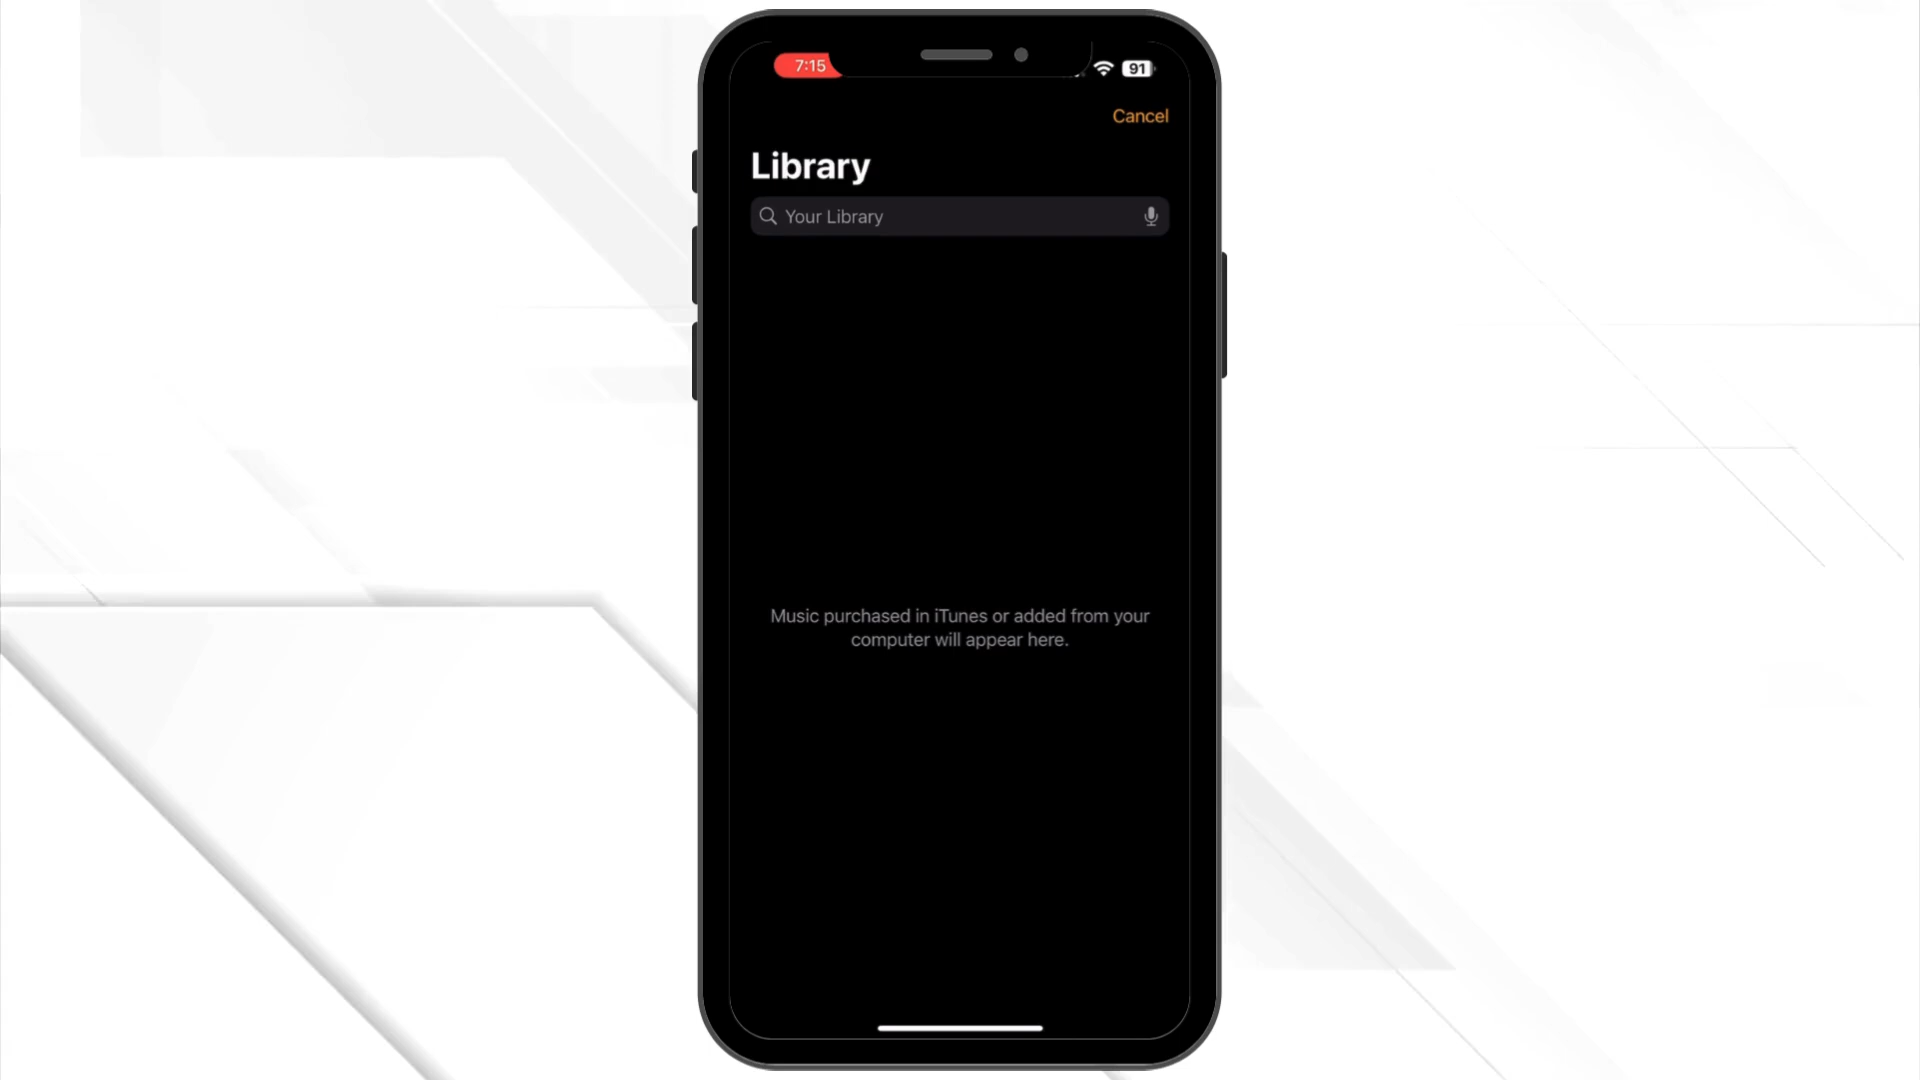 7:15
91
Cancel
Library
Your Library
Music purchased in iTunes or added from your
computer will appear here.